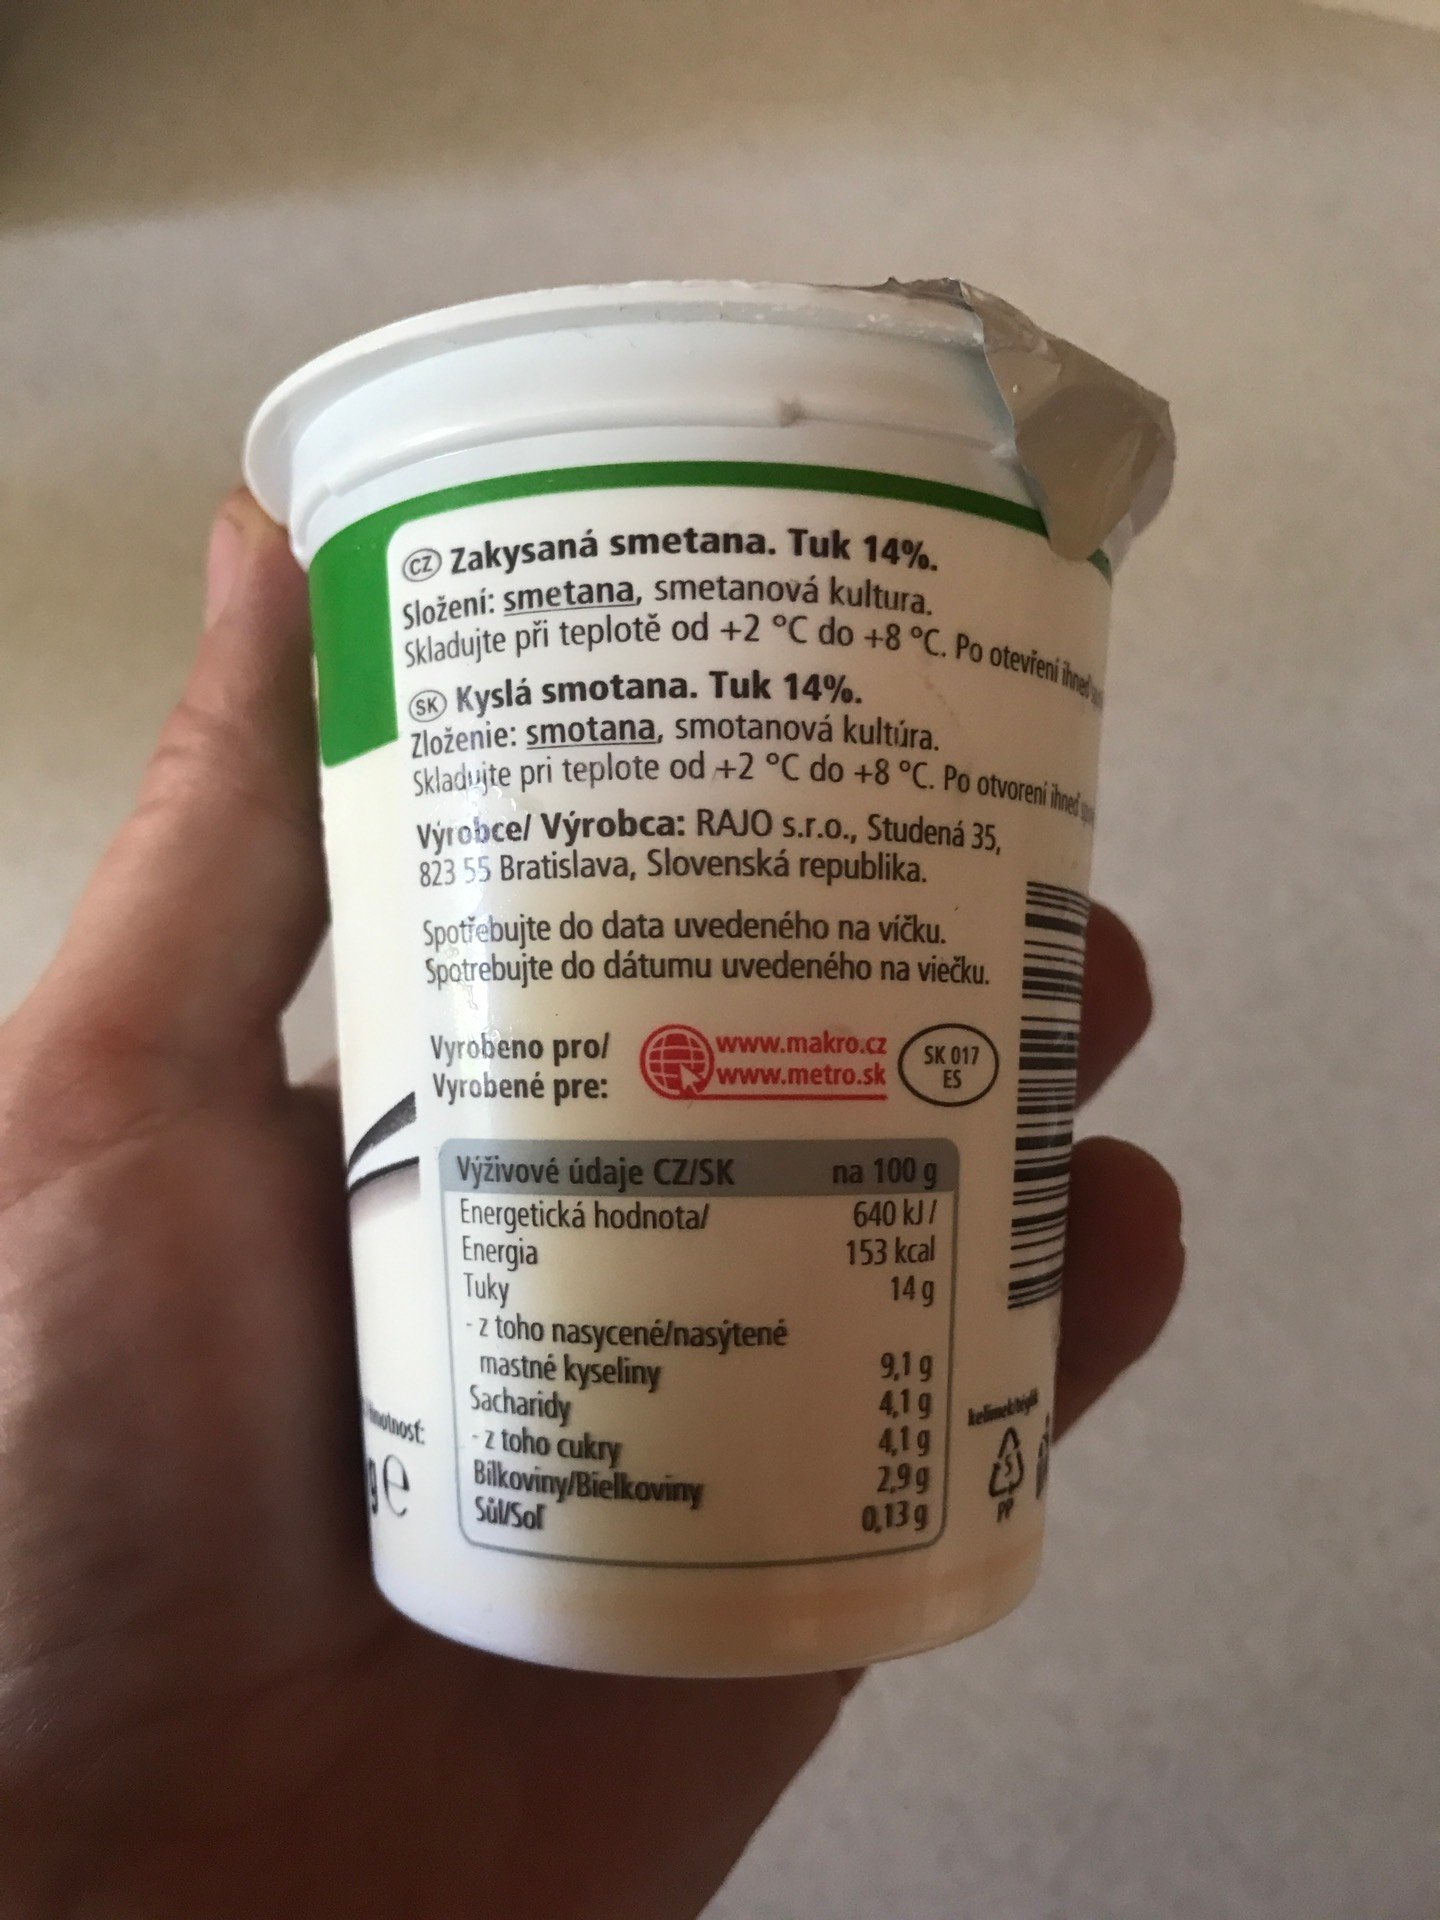 CZ Zakysaná smetana. Tuk 14%.
Složení: smetana, smetanová kultura.
Skladujte při teplotě od +2 °C do +8 °C. Po otevření ihned
SK Kyslá smotana. Tuk 14%.
Zloženie: smotana, smotanová kultúra.
Skladujte pri teplote od +2 °C do +8 °C. Po otvorení ihneď
Výrobce/ Výrobca: RAJO s.r.o., Studená 35,
823 55 Bratislava, Slovenská republika.
Spotřebujte do data uvedeného na víčku.
Spotrebujte do dátumu uvedeného na viečku.
Vyrobeno pro/
Vyrobené pre:
www.makro.cz
www.metro.sk
SK 017
ES
Výživové údaje CZ/SK na 100 g
Energetická hodnota/ 640 kJ /
Energia 153 kcal
Tuky 14 g
- z toho nasycené/nasýtené
mastné kyseliny 9,1 g
Sacharidy 4,1 g
- z toho cukry 4,1 g
Bílkoviny/Bielkoviny 2,9 g
Sůl/Soľ 0,13 g
g e
kelímek/téglik
5
PP